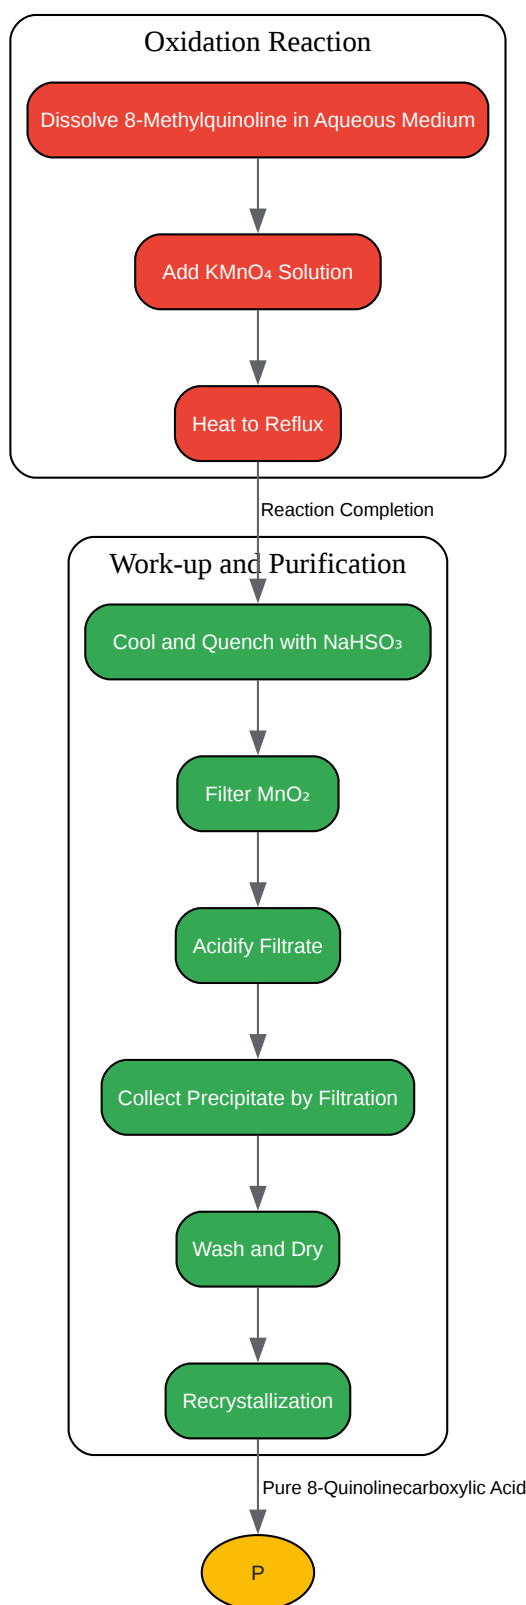 Oxidation Reaction
Dissolve 8-Methylquinoline in Aqueous Medium
Add KMnO₄ Solution
Heat to Reflux
Reaction Completion
Work-up and Purification
Cool and Quench with NaHSO₃
Filter MnO₂
Acidify Filtrate
Collect Precipitate by Filtration
Wash and Dry
Recrystallization
Pure 8-Quinolinecarboxylic Acid
P